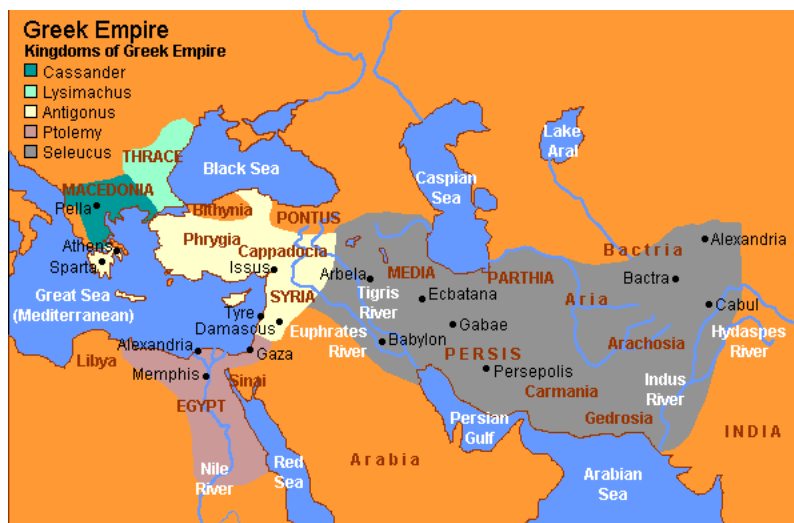 Greek Empire
Kingdoms of Greek Empire
Cassander
Lysimachus
Antigonus
Ptolemy
Seleucus
THRACE
Black Sea
Caspian
Sea
Lake
Aral
MACEDONIA
Pella
Bithynia
PONTUS
Athens
Phrygia
Cappadocia
Sparta
Issus
Arbela
MEDIA
PARTHIA
Bactria
Alexandria
Bactra
Great Sea
(Mediterranean)
SYRIA
Tigris
River
Ecbatana
Aria
Cabul
Tyre
Damascus
Euphrates
River
Gabae
Arachosia
Hydaspes
River
Alexandria
Gaza
Babylon
Libya
Memphis
Sinai
PERSIS
Persepolis
Carmania
Indus
River
EGYPT
Persian
Gulf
Gedrosia
INDIA
Nile
River
Red
Sea
Arabia
Arabian
Sea